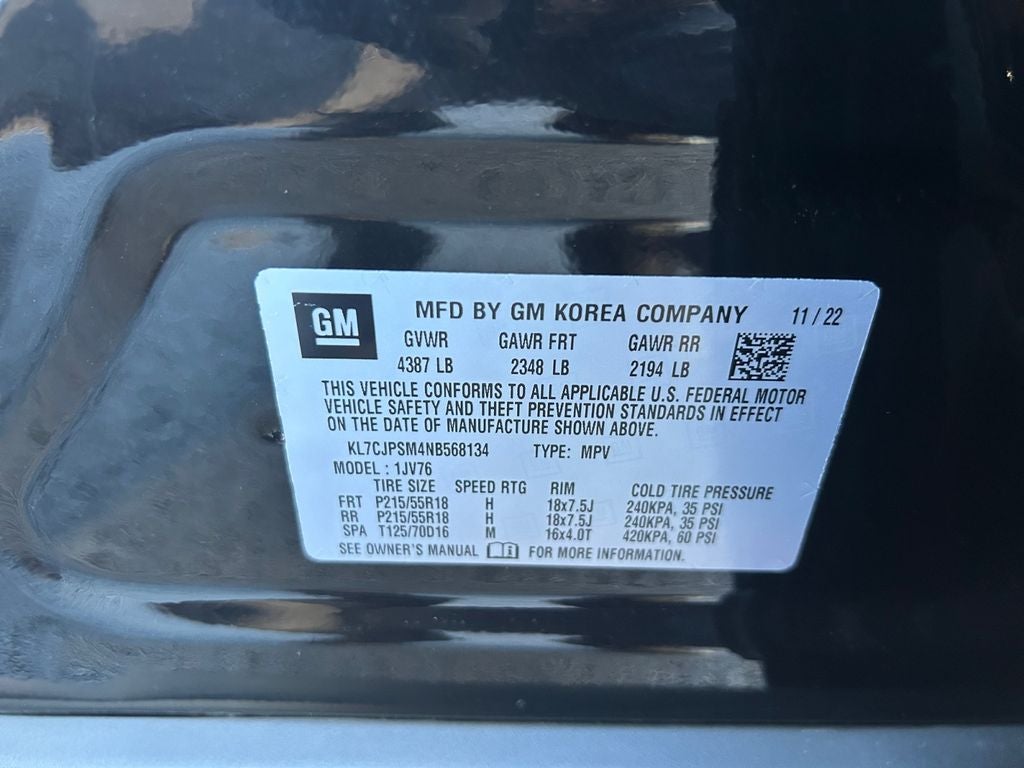 GM
MFD BY GM KOREA COMPANY 11 / 22
GVWR GAWR FRT GAWR RR
4387 LB 2348 LB 2194 LB
THIS VEHICLE CONFORMS TO ALL APPLICABLE U.S. FEDERAL MOTOR
VEHICLE SAFETY AND THEFT PREVENTION STANDARDS IN EFFECT
ON THE DATE OF MANUFACTURE SHOWN ABOVE.
KL7CJPSM4NB568134 TYPE: MPV
MODEL : 1JV76
TIRE SIZE SPEED RTG RIM COLD TIRE PRESSURE
FRT P215/55R18 H 18x7.5J 240KPA, 35 PSI
RR P215/55R18 H 18x7.5J 240KPA, 35 PSI
SPA T125/70D16 M 16x4.0T 420KPA, 60 PSI
SEE OWNER'S MANUAL FOR MORE INFORMATION.